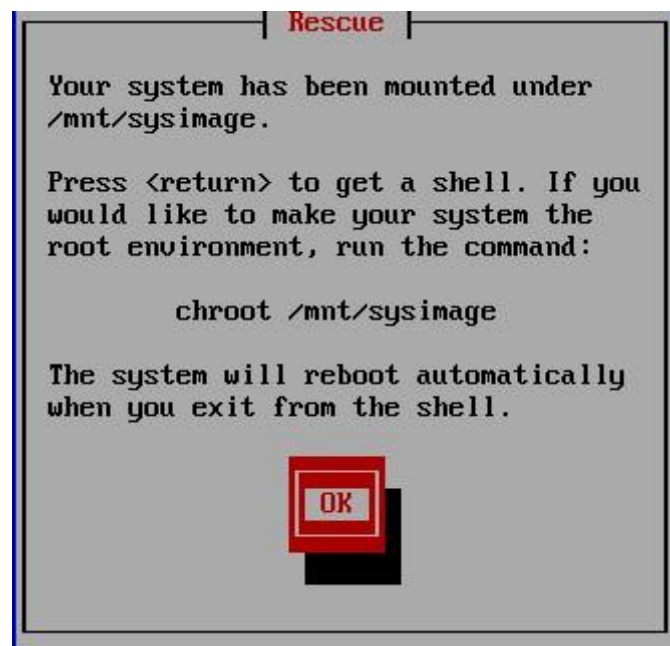 Rescue
Your system has been mounted under
/mnt/sysimage.
Press <return> to get a shell. If you
would like to make your system the
root environment, run the command:
chroot /mnt/sysimage
The system will reboot automatically
when you exit from the shell.
OK